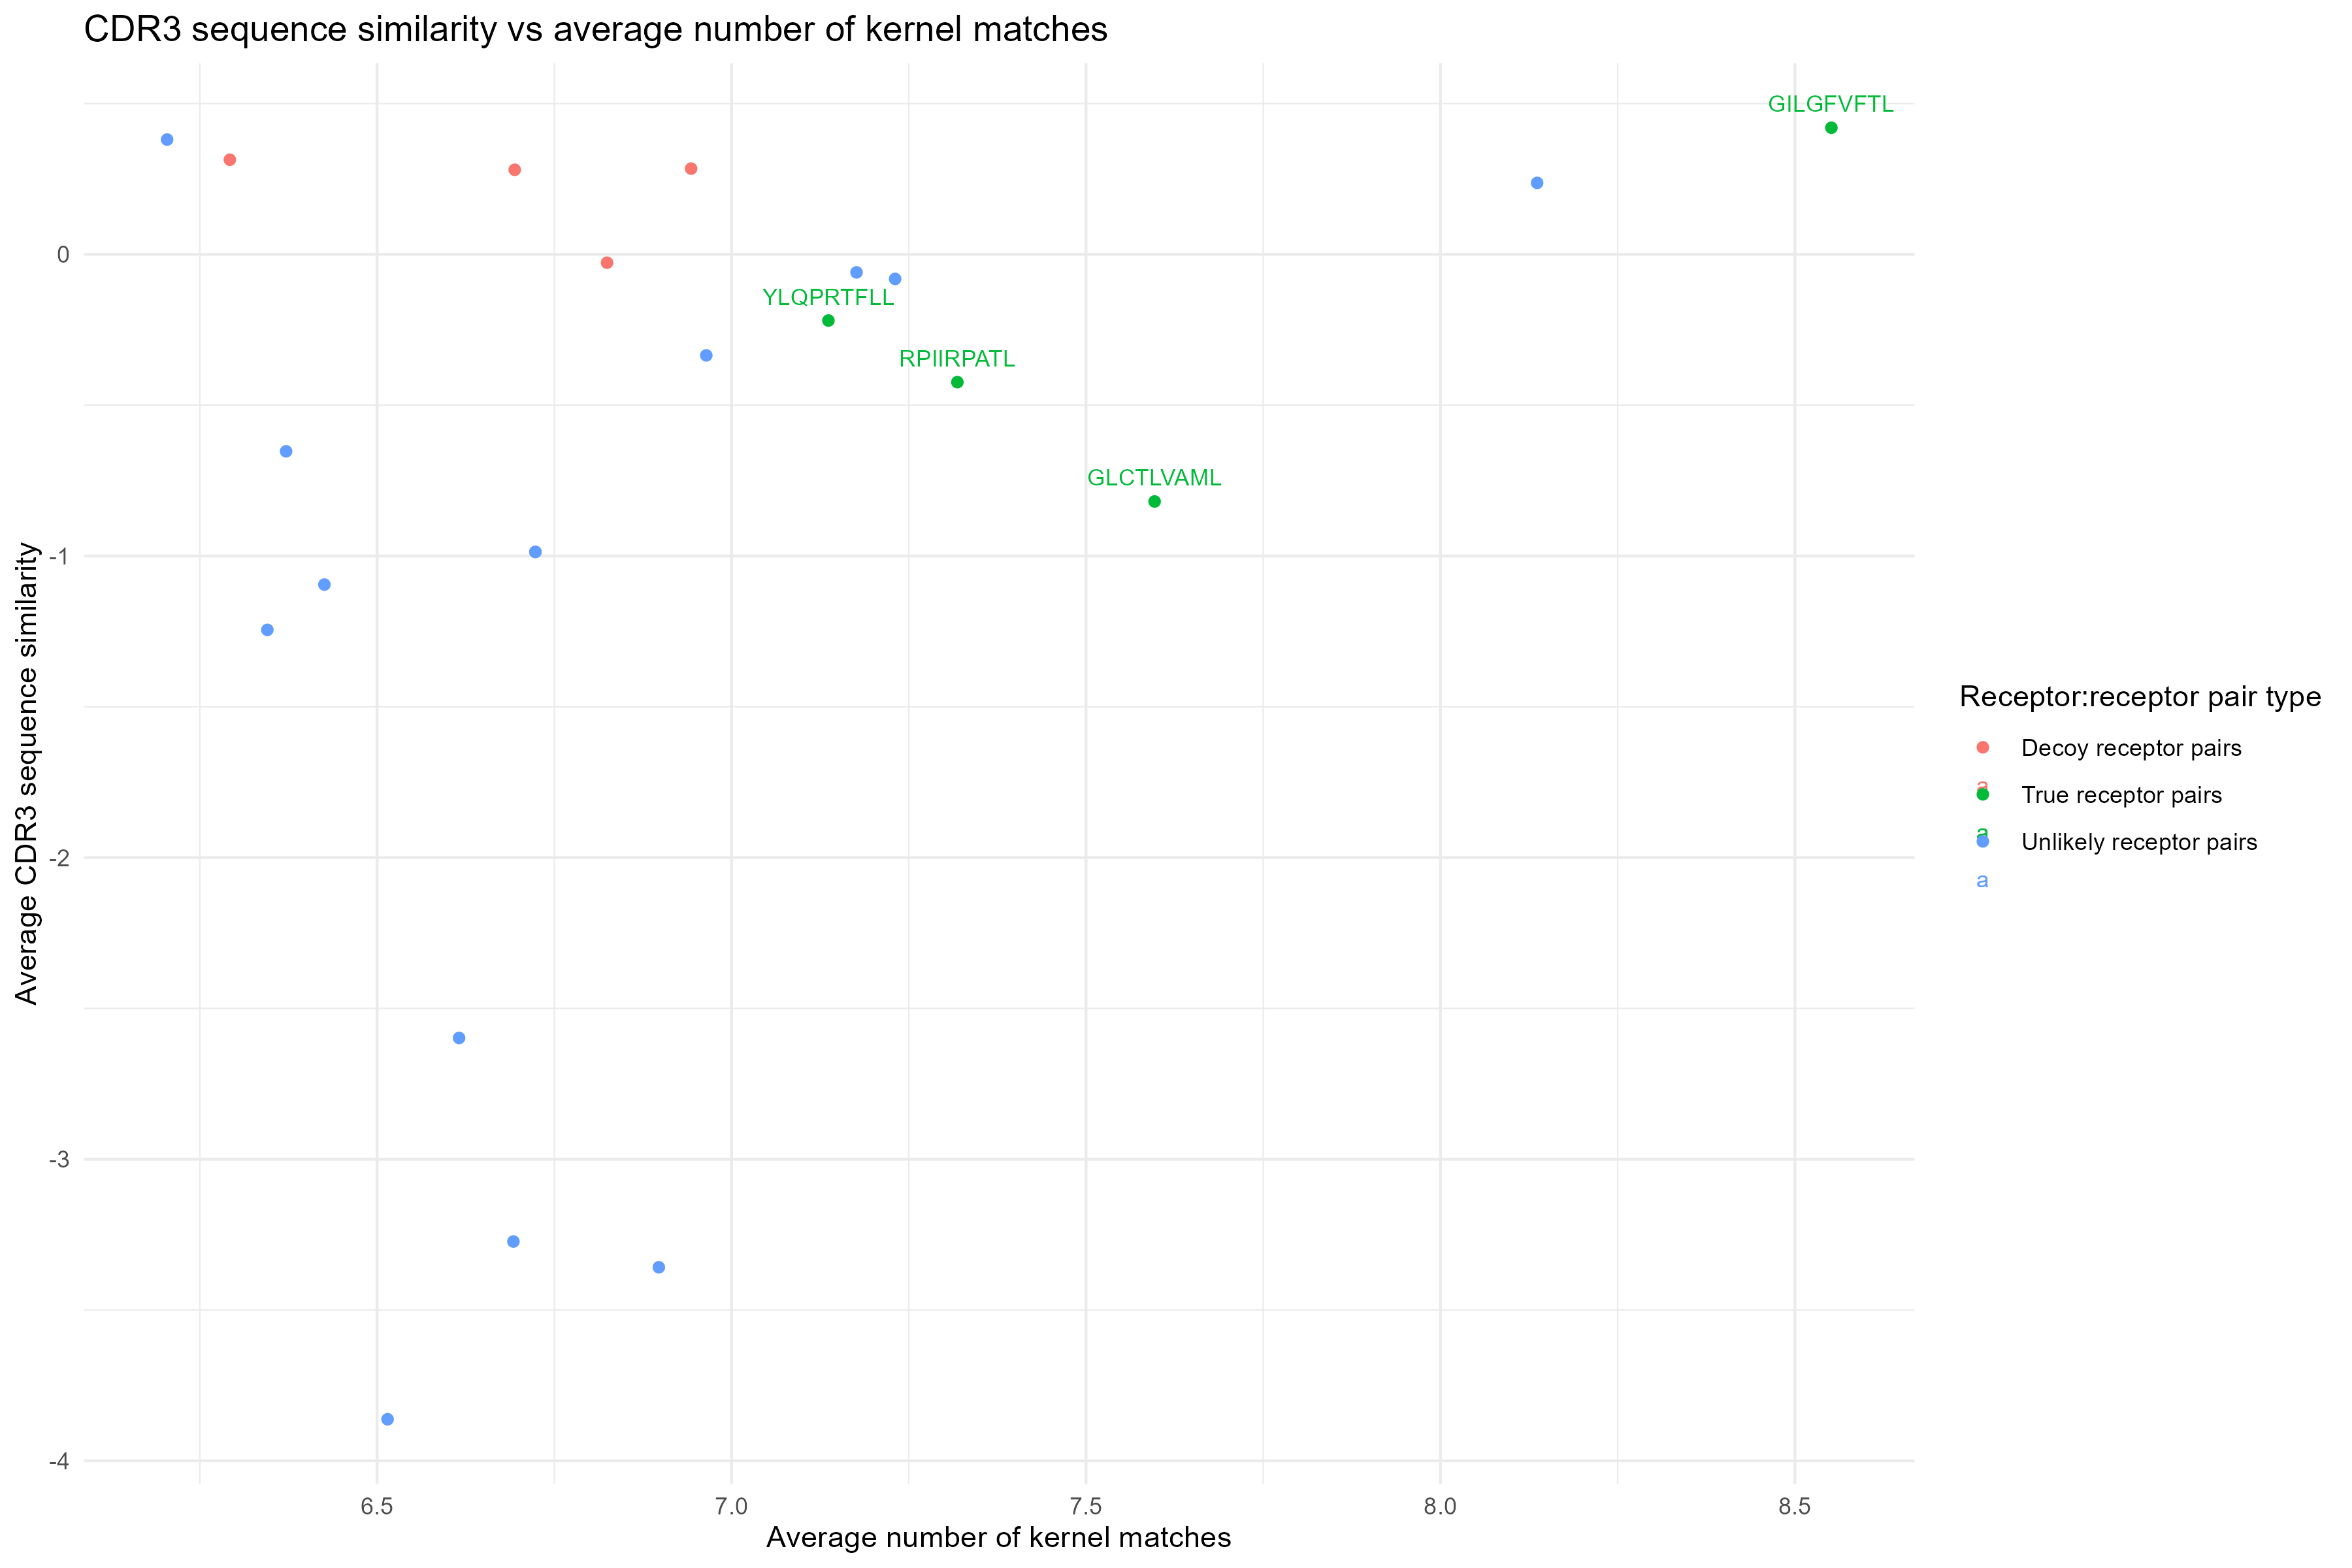 CDR3 sequence similarity vs average number of kernel matches
GILGFVFTL
YLQPRTFLL
RPIIRPATL
GLCTLVAML
0
-1
-2
-3
-4
Average CDR3 sequence similarity
6.5
7.0
7.5
8.0
8.5
Average number of kernel matches
Receptor:receptor pair type
Decoy receptor pairs
a
True receptor pairs
a
Unlikely receptor pairs
a